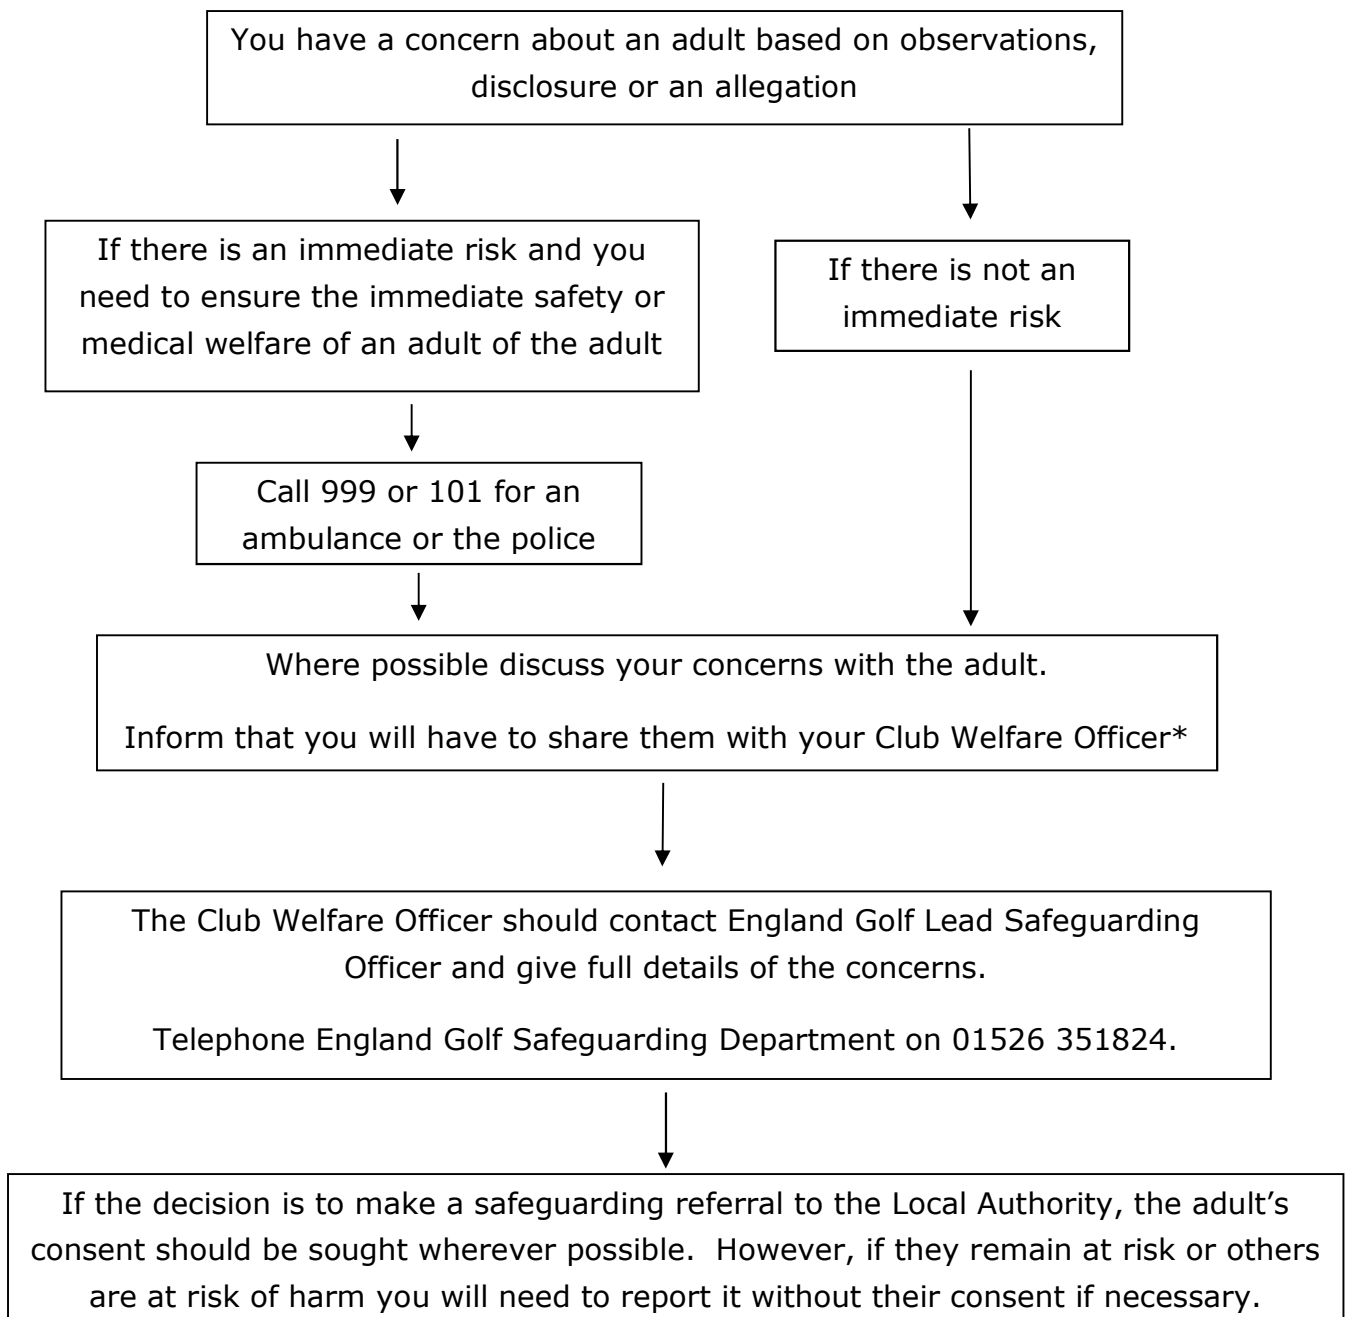 You have a concern about an adult based on observations,
disclosure or an allegation
If there is an immediate risk and you
need to ensure the immediate safety or
medical welfare of an adult of the adult
If there is not an
immediate risk
Call 999 or 101 for an
ambulance or the police
Where possible discuss your concerns with the adult.
Inform that you will have to share them with your Club Welfare Officer*
The Club Welfare Officer should contact England Golf Lead Safeguarding
Officer and give full details of the concerns.
Telephone England Golf Safeguarding Department on 01526 351824.
If the decision is to make a safeguarding referral to the Local Authority, the adult’s
consent should be sought wherever possible.  However, if they remain at risk or others
are at risk of harm you will need to report it without their consent if necessary.